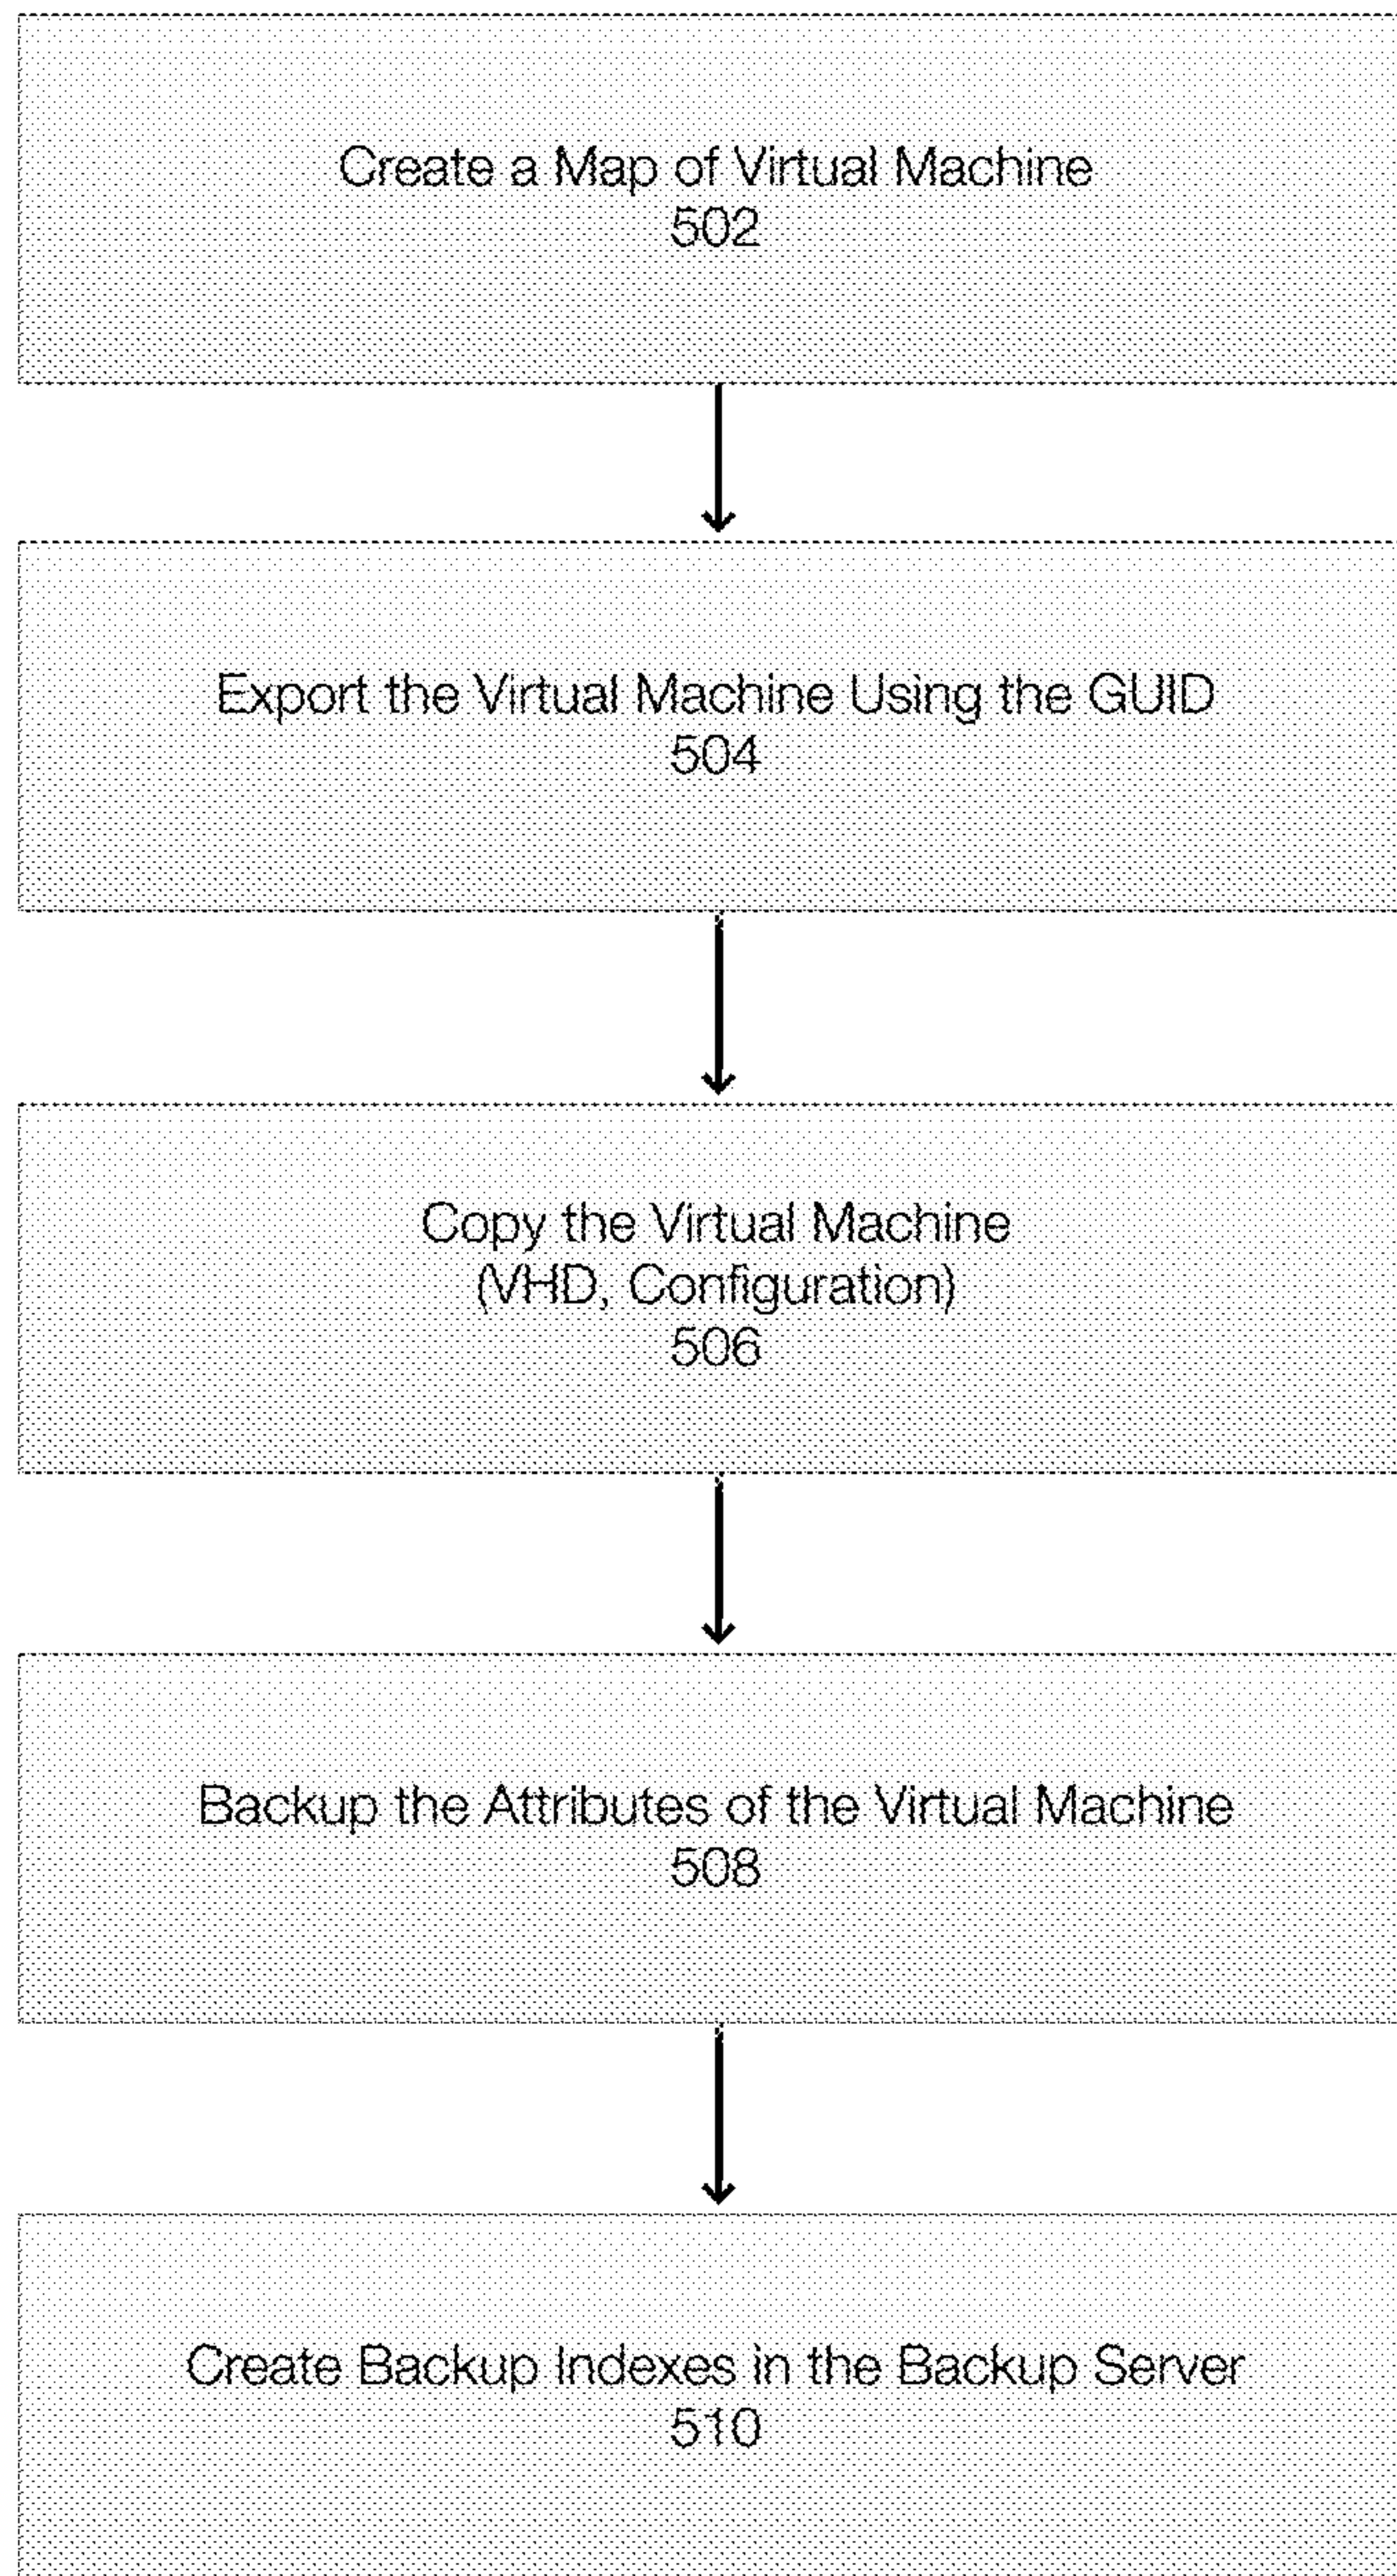 Create a Map of Virtual Machine
502
Export the Virtual Machine Using the GUID
504
Copy the Virtual Machine
(VHD, Configuration)
506
Backup the Attributes of the Virtual Machine
508
Create Backup Indexes in the Backup Server
510